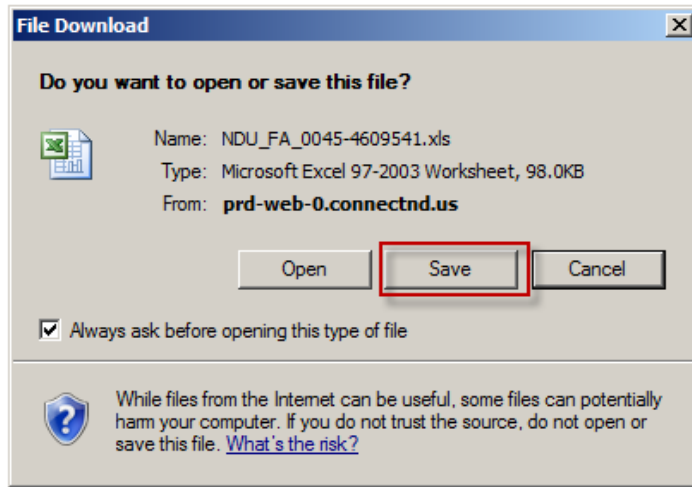 File Download
Do you want to open or save this file?
Name: NDU_FA_0045-4609541.xls
Type: Microsoft Excel 97-2003 Worksheet, 98.0KB
From: prd-web-0.connectnd.us
Open Save Cancel
Always ask before opening this type of file
While files from the Internet can be useful, some files can potentially
harm your computer. If you do not trust the source, do not open or
save this file. What's the risk?